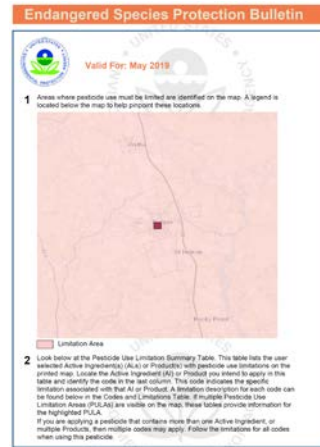 Endangered Species Protection Bulletin
Valid For: May 2019
1 Areas where pesticide use must be limited are identified on the map. A legend is
located below the map to help pinpoint these locations.
Limitation Area
2 Look below at the Pesticide Use Limitation Summary Table. This table lists the user
selected Active Ingredient(s) (AI,s) or Product(s) with pesticide use limitations on the
printed map. Locate the Active Ingredient (AI) or Product you intend to apply in this
table and identify the code in the last column. This code indicates the specific
limitation associated with that AI or Product. A limitation description for each code can
be found below in the Codes and Limitations Table. If multiple Pesticide Use
Limitation Areas (PULAs) are visible on the map, these tables provide information for
the highlighted PULA.
If you are applying a pesticide that contains more than one Active Ingredient, or
multiple Products, then multiple codes may apply. Follow the limitations for all codes
when using this pesticide.